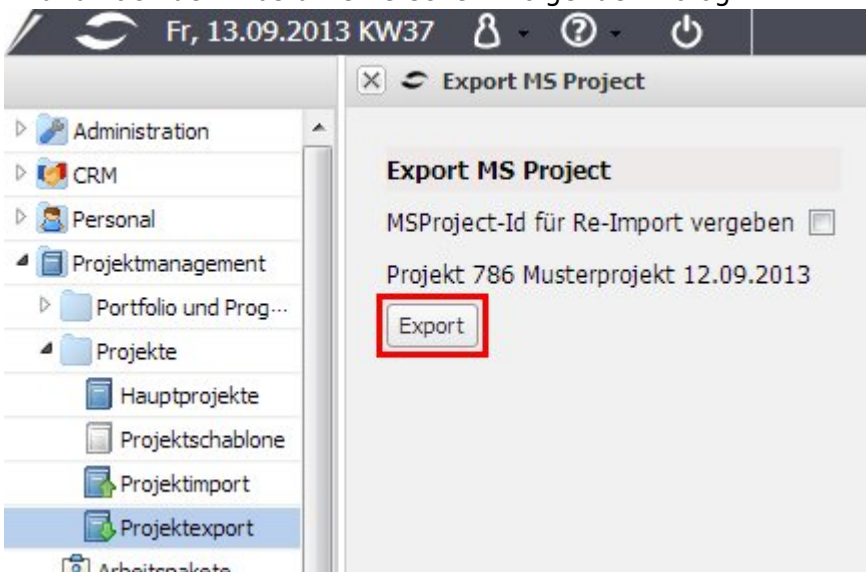 Fr, 13.09.2013 KW37
Export MS Project
Administration
CRM
Personal
Projektmanagement
Portfolio und Prog...
Projekte
Hauptprojekte
Projektschablone
Projektimport
Projektexport
Arbeitspakete
Export MS Project
MSProject-Id für Re-Import vergeben
Projekt 786 Musterprojekt 12.09.2013
Export